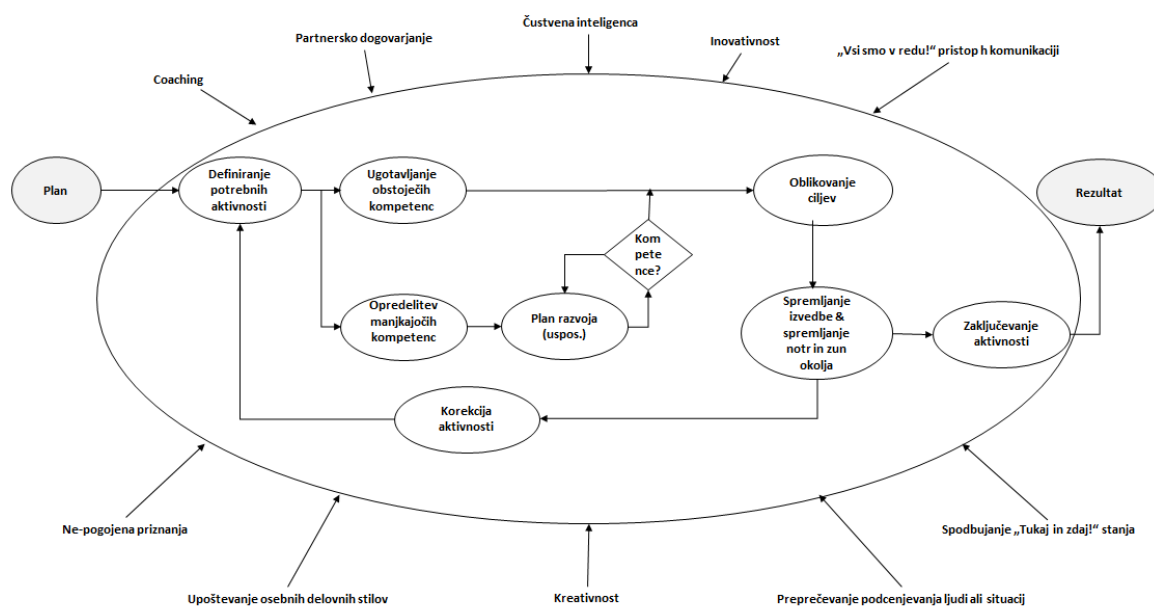 Čustvena inteligenca
Partnersko dogovarjanje
Inovativnost
„Vsi smo v redu!“ pristop h komunikaciji
Coaching
Plan
Definiranje
potrebnih
aktivnosti
Ugotavljanje
obstoječih
kompetenc
Oblikovanje
ciljev
Rezultat
Kom
pete
nce?
Opredelitev
manjkajočih
kompetenc
Plan razvoja
(uspos.)
Spremljanje
izvedbe &
spremljanje
notr in zun
okolja
Zaključevanje
aktivnosti
Korekcija
aktivnosti
Ne-pogojena priznanja
Spodbujanje „Tukaj in zdaj!“ stanja
Upoštevanje osebnih delovnih stilov
Kreativnost
Preprečevanje podcenjevanja ljudi ali situacij